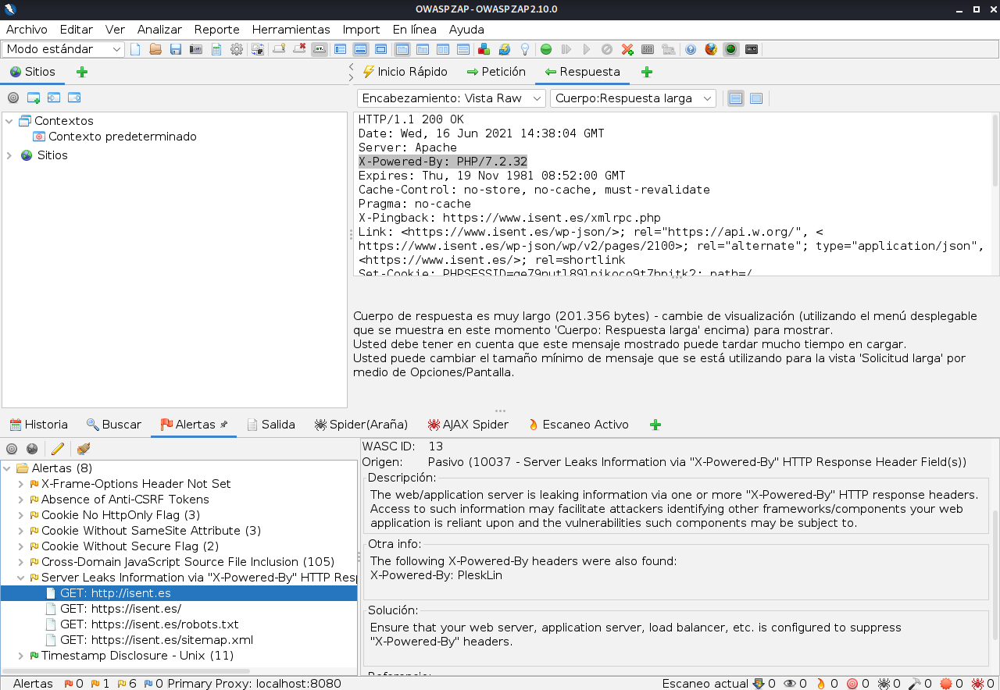 OWASP ZAP - OWASP ZAP 2.10.0
Archivo Editar Ver Analizar Reporte Herramientas Import En línea Ayuda
Modo estándar
Sitios
Inicio Rápido Petición Respuesta
Encabezamiento: Vista Raw Cuerpo:Respuesta larga
Contextos
Contexto predeterminado
Sitios
HTTP/1.1 200 OK
Date: Wed, 16 Jun 2021 14:38:04 GMT
Server: Apache
X-Powered-By: PHP/7.2.32
Expires: Thu, 19 Nov 1981 08:52:00 GMT
Cache-Control: no-store, no-cache, must-revalidate
Pragma: no-cache
X-Pingback: https://www.isent.es/xmlrpc.php
Link: <https://www.isent.es/wp-json/>; rel="https://api.w.org/", <
https://www.isent.es/wp-json/wp/v2/pages/2100>; rel="alternate"; type="application/json",
<https://www.isent.es/>; rel=shortlink
Set-Cookie: path=/
Cuerpo de respuesta es muy largo (201.356 bytes) - cambie de visualización (utilizando el menú desplegable
que se muestra en este momento 'Cuerpo: Respuesta larga' encima) para mostrar.
Usted debe tener en cuenta que este mensaje mostrado puede tardar mucho tiempo en cargar.
Usted puede cambiar el tamaño mínimo de mensaje que se está utilizando para la vista 'Solicitud larga' por
medio de Opciones/Pantalla.
Historia Buscar Alertas Salida Spider(Araña) AJAX Spider Escaneo Activo
Alertas (8)
X-Frame-Options Header Not Set
Absence of Anti-CSRF Tokens
Cookie No HttpOnly Flag (3)
Cookie Without SameSite Attribute (3)
Cookie Without Secure Flag (2)
Cross-Domain JavaScript Source File Inclusion (105)
Server Leaks Information via "X-Powered-By" HTTP Resp
GET: http://isent.es
GET: https://isent.es/
GET: https://isent.es/robots.txt
GET: https://isent.es/sitemap.xml
Timestamp Disclosure - Unix (11)
WASC ID: 13
Origen: Pasivo (10037 - Server Leaks Information via "X-Powered-By" HTTP Response Header Field(s))
Descripción:
The web/application server is leaking information via one or more "X-Powered-By" HTTP response headers.
Access to such information may facilitate attackers identifying other frameworks/components your web
application is reliant upon and the vulnerabilities such components may be subject to.
Otra info:
The following X-Powered-By headers were also found:
X-Powered-By: PleskLin
Solución:
Ensure that your web server, application server, load balancer, etc. is configured to suppress
"X-Powered-By" headers.
Alertas 0 1 6 0 Primary Proxy: localhost:8080 Escaneo actual 0 0 0 0 0 0 0 0